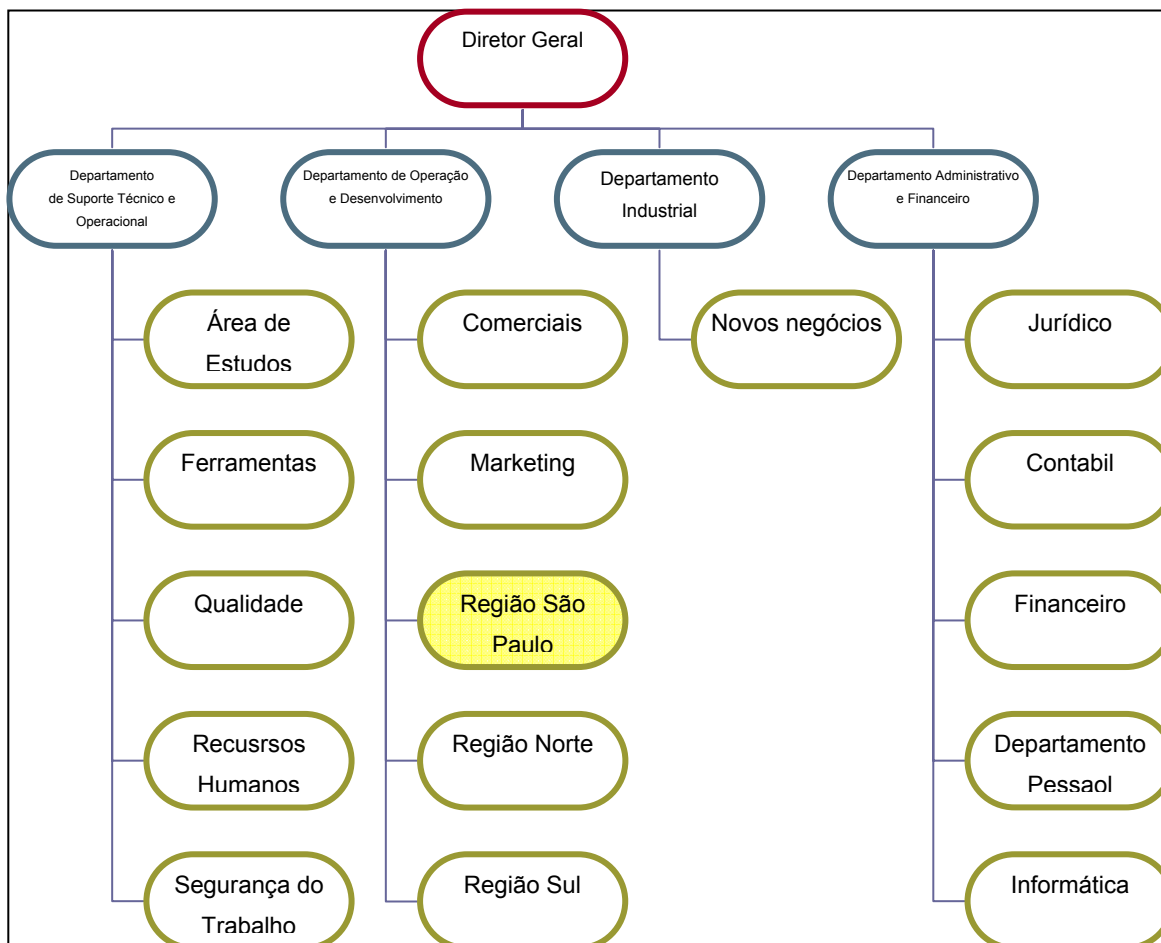 Diretor Geral
Departamento
de Suporte Técnico e
Operacional
Departamento de Operação
e Desenvolvimento
Departamento
Industrial
Departamento Administrativo
e Financeiro
Área de
Estudos
Comerciais
Novos negócios
Jurídico
Ferramentas
Marketing
Contabil
Qualidade
Região São
Paulo
Financeiro
Recusrsos
Humanos
Região Norte
Departamento
Pessaol
Segurança do
Trabalho
Região Sul
Informática